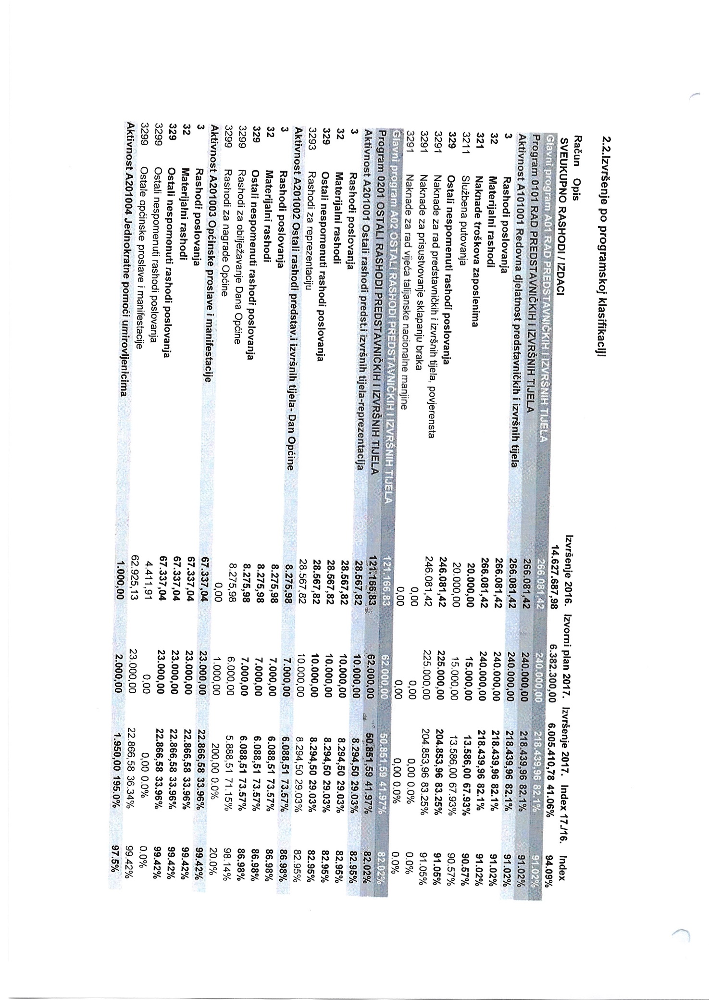 2.2.Izvršenje po programskoj klasifikaciji
Račun Opis Izvršenje 2016. Izvorni plan 2017. Izvršenje 2017. Index 17./16. Index
SVEUKUPNO RASHODI / IZDACI 14.627.687,98 6.382.300,00 6.005.410,78 41.06% 94.09%
Glavni program A01 RAD PREDSTAVNIČKIH I IZVRŠNIH TIJELA 266.081,42 240.000,00 218.439,96 82.1% 91.02%
Program 0101 RAD PREDSTAVNIČKIH I IZVRŠNIH TIJELA 266.081,42 240.000,00 218.439,96 82.1% 91.02%
Aktivnost A101001 Redovna djelatnost predstavničkih i izvršnih tijela 266.081,42 240.000,00 218.439,96 82.1% 91.02%
3 Rashodi poslovanja 266.081,42 240.000,00 218.439,96 82.1% 91.02%
32 Materijalni rashodi 266.081,42 240.000,00 218.439,96 82.1% 91.02%
321 Naknade troškova zaposlenima 20.000,00 15.000,00 13.586,00 67.93% 90.57%
3211 Službena putovanja 20.000,00 15.000,00 13.586,00 67.93% 90.57%
329 Ostali nespomenuti rashodi poslovanja 246.081,42 225.000,00 204.853,96 83.25% 91.05%
3291 Naknade za rad predstavničkih i izvršnih tijela, povjerensta 246.081,42 225.000,00 204.853,96 83.25% 91.05%
3291 Naknade za prisustvovanje sklapanju braka 0,00 0,00 0,00 0.0% 0.0%
3291 Naknade za rad vijeća talijanske nacionalne manjine 0,00 0,00 0,00 0.0% 0.0%
Glavni program A02 OSTALI RASHODI PREDSTAVNIČKIH I IZVRŠNIH TIJELA 121.166,83 62.000,00 50.851,59 41.97% 82.02%
Program 0201 OSTALI RASHODI PREDSTAVNIČKIH I IZVRŠNIH TIJELA 121.166,83 62.000,00 50.851,59 41.97% 82.02%
Aktivnost A201001 Ostali rashodi predst.i izvršnih tijela-reprezentacija 28.567,82 10.000,00 8.294,50 29.03% 82.95%
3 Rashodi poslovanja 28.567,82 10.000,00 8.294,50 29.03% 82.95%
32 Materijalni rashodi 28.567,82 10.000,00 8.294,50 29.03% 82.95%
329 Ostali nespomenuti rashodi poslovanja 28.567,82 10.000,00 8.294,50 29.03% 82.95%
3293 Rashodi za reprezentaciju 28.567,82 10.000,00 8.294,50 29.03% 82.95%
Aktivnost A201002 Ostali rashodi predstav.i izvršnih tijela- Dan Općine 8.275,98 7.000,00 6.088,51 73.57% 86.98%
3 Rashodi poslovanja 8.275,98 7.000,00 6.088,51 73.57% 86.98%
32 Materijalni rashodi 8.275,98 7.000,00 6.088,51 73.57% 86.98%
329 Ostali nespomenuti rashodi poslovanja 8.275,98 7.000,00 6.088,51 73.57% 86.98%
3299 Rashodi za obilježavanje Dana Općine 8.275,98 6.000,00 5.888,51 71.15% 98.14%
3299 Rashodi za nagrade Općine 0,00 1.000,00 200,00 0.0% 20.0%
Aktivnost A201003 Općinske proslave i manifestacije 67.337,04 23.000,00 22.866,58 33.96% 99.42%
3 Rashodi poslovanja 67.337,04 23.000,00 22.866,58 33.96% 99.42%
32 Materijalni rashodi 67.337,04 23.000,00 22.866,58 33.96% 99.42%
329 Ostali nespomenuti rashodi poslovanja 67.337,04 23.000,00 22.866,58 33.96% 99.42%
3299 Ostali nespomenuti rashodi poslovanja 4.411,91 0,00 0,00 0.0% 0.0%
3299 Ostale općinske proslave i manifestacije 62.925,13 23.000,00 22.866,58 36.34% 99.42%
Aktivnost A201004 Jednokratne pomoći umirovljenicima 1.000,00 2.000,00 1.950,00 195.0% 97.5%